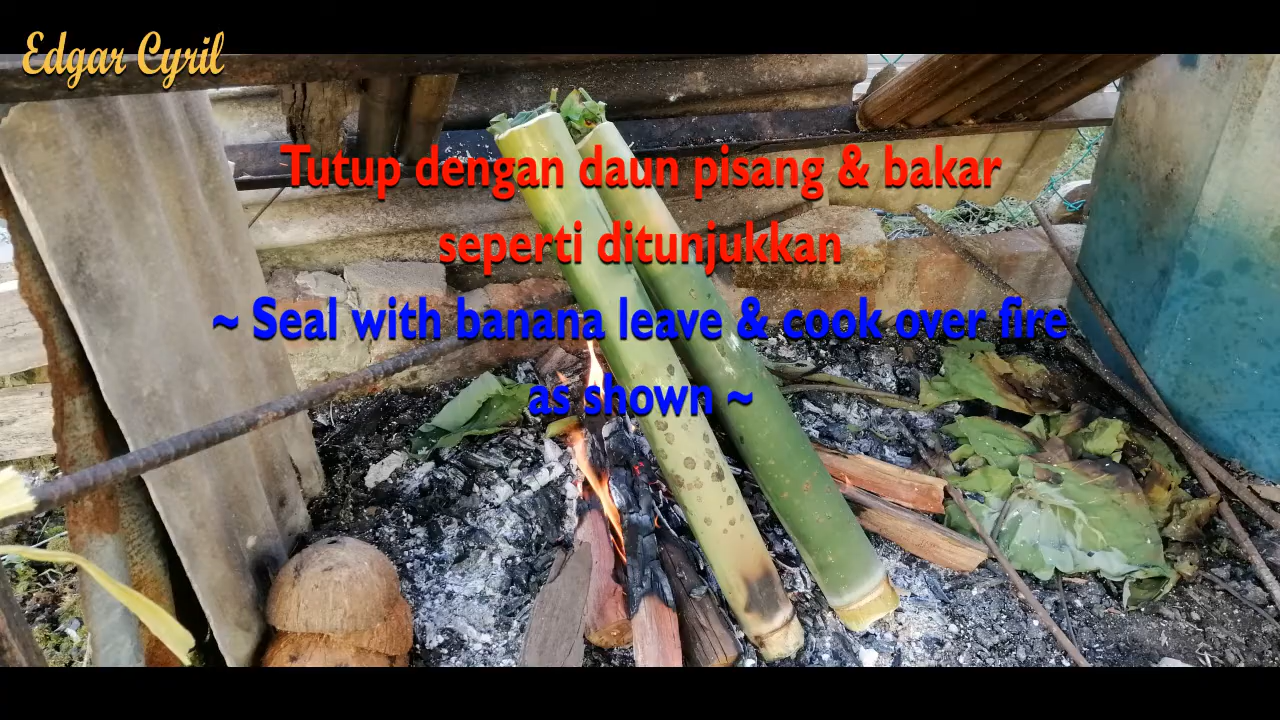 Edgar Cyril
Tutup dengan daun pisang & bakar
seperti ditunjukkan
~ Seal with banana leave & cook over fire
as shown ~